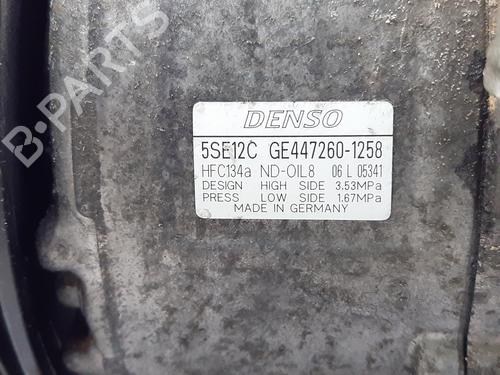 B-PARTS
DENSO
5SE12C GE447260-1258
HFC134a ND-OIL8 06 L 05341
DESIGN HIGH SIDE 3.53MPa
PRESS LOW SIDE 1.67MPa
MADE IN GERMANY